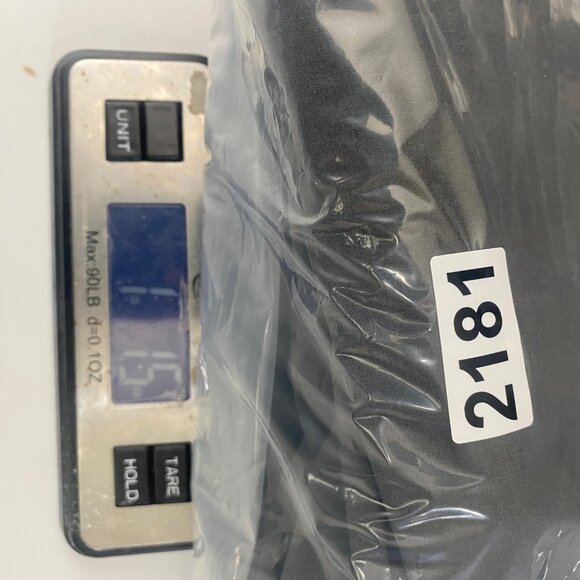 UNIT
Max:90LB d=0.1OZ
TARE
HOLD
2181